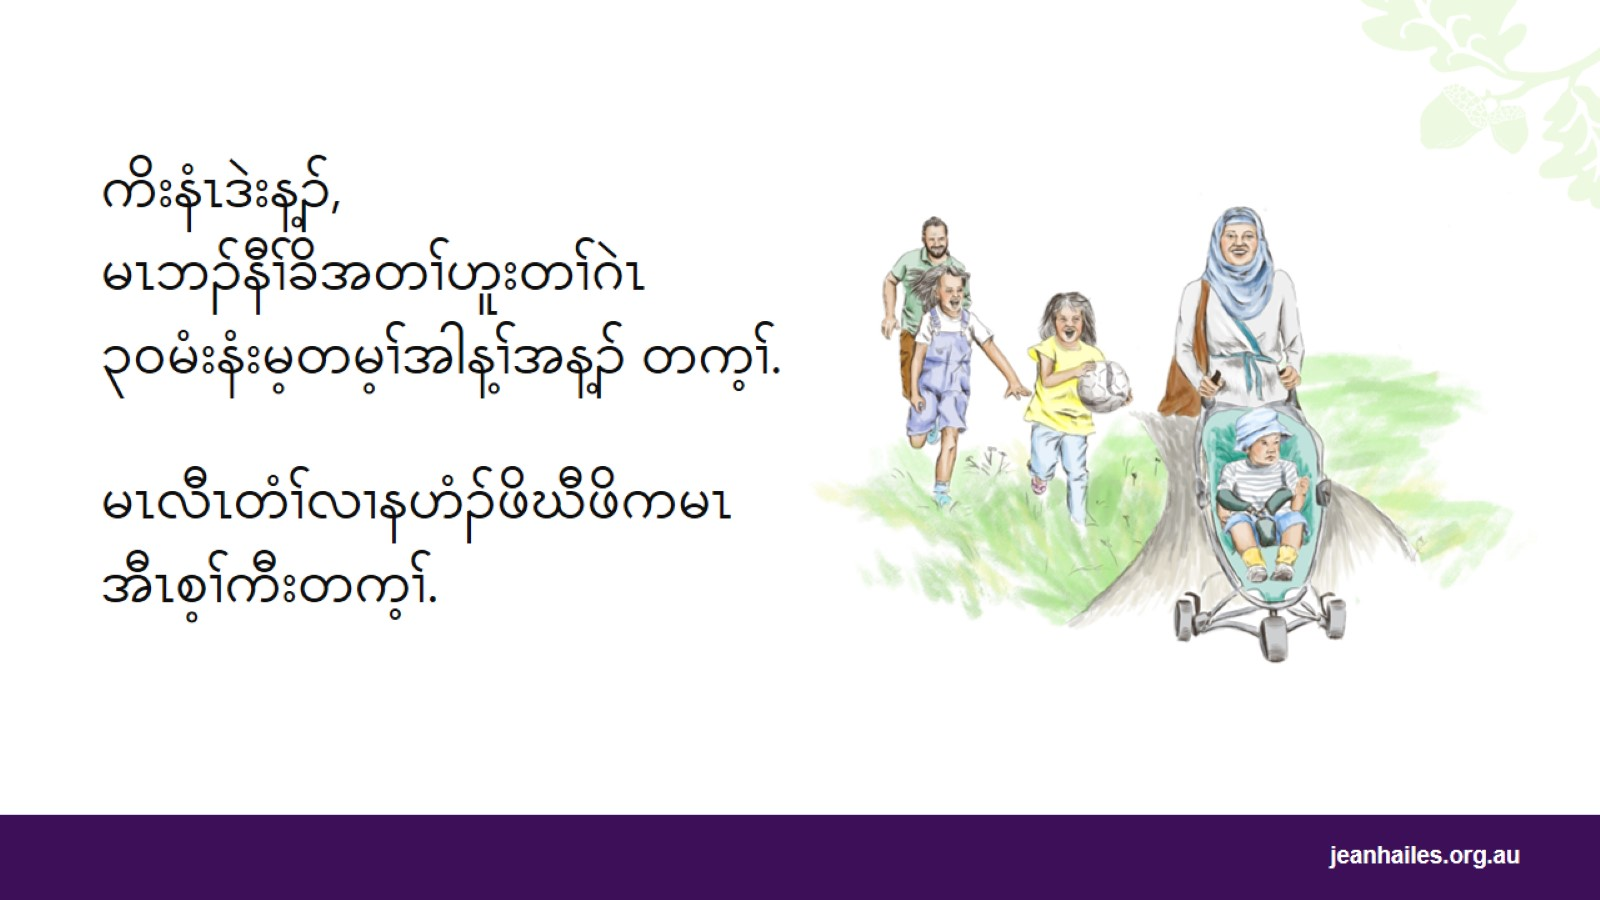 ကိးနံၤဒဲးန့ၣ်,
မၤဘၣ်နီၢ်ခိအတၢ်ဟူးတၢ်ဂဲၤ
၃၀မံးနံးမ့တမ့ၢ်အါန့ၢ်အန့ၣ် တက့ၢ်.
မၤလီၤတံၢ်လၢနဟံၣ်ဖိဃီဖိကမၤ
အီၤစ့ၢ်ကီးတက့ၢ်.
jeanhailes.org.au